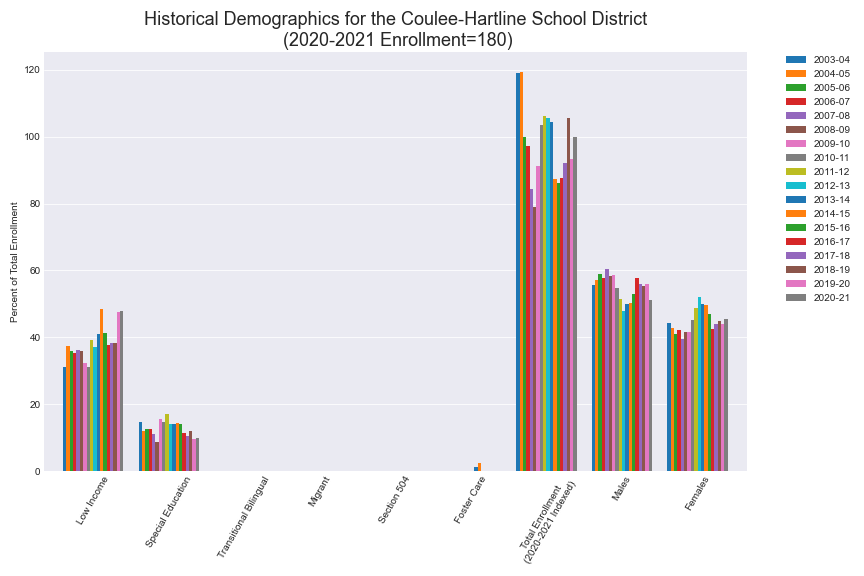 Historical Demographics for the Coulee-Hartline School District
(2020-2021 Enrollment=180)
Percent of Total Enrollment
120
100
80
60
40
20
0
Low Income
Special Education
Transitional Bilingual
Migrant
Section 504
Foster Care
Total Enrollment
(2020-2021 Indexed)
Males
Females
2003-04
2004-05
2005-06
2006-07
2007-08
2008-09
2009-10
2010-11
2011-12
2012-13
2013-14
2014-15
2015-16
2016-17
2017-18
2018-19
2019-20
2020-21